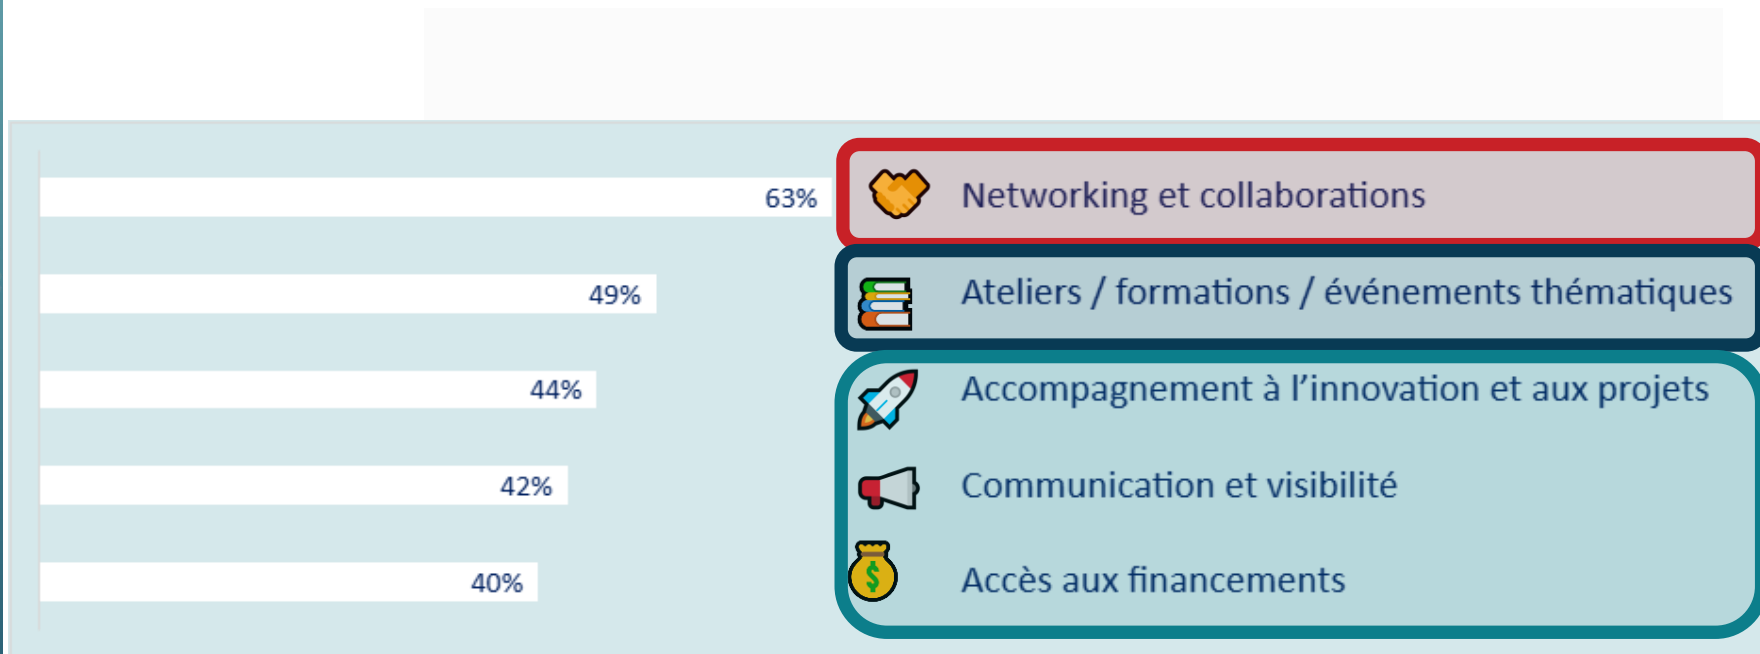 63% Networking et collaborations
49% Ateliers / formations / événements thématiques
44% Accompagnement à l’innovation et aux projets
42% Communication et visibilité
40% Accès aux financements